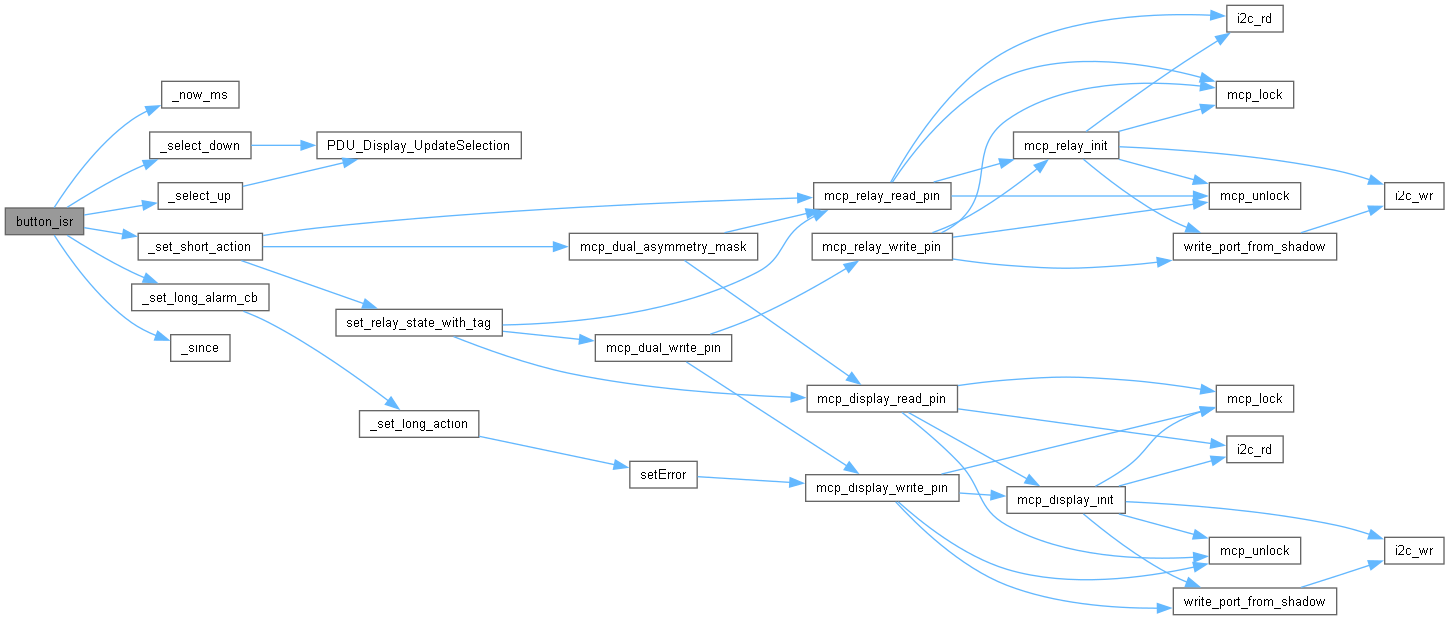 button_isr
_now_ms
_select_down
_select_up
_set_short_action
_set_long_alarm_cb
_since
PDU_Display_UpdateSelection
set_relay_state_with_tag
_set_long_action
mcp_dual_asymmetry_mask
mcp_dual_write_pin
setError
mcp_relay_read_pin
mcp_relay_write_pin
mcp_display_read_pin
mcp_display_write_pin
mcp_relay_init
mcp_display_init
i2c_rd
mcp_lock
mcp_unlock
write_port_from_shadow
mcp_lock
i2c_rd
mcp_unlock
write_port_from_shadow
i2c_wr
i2c_wr